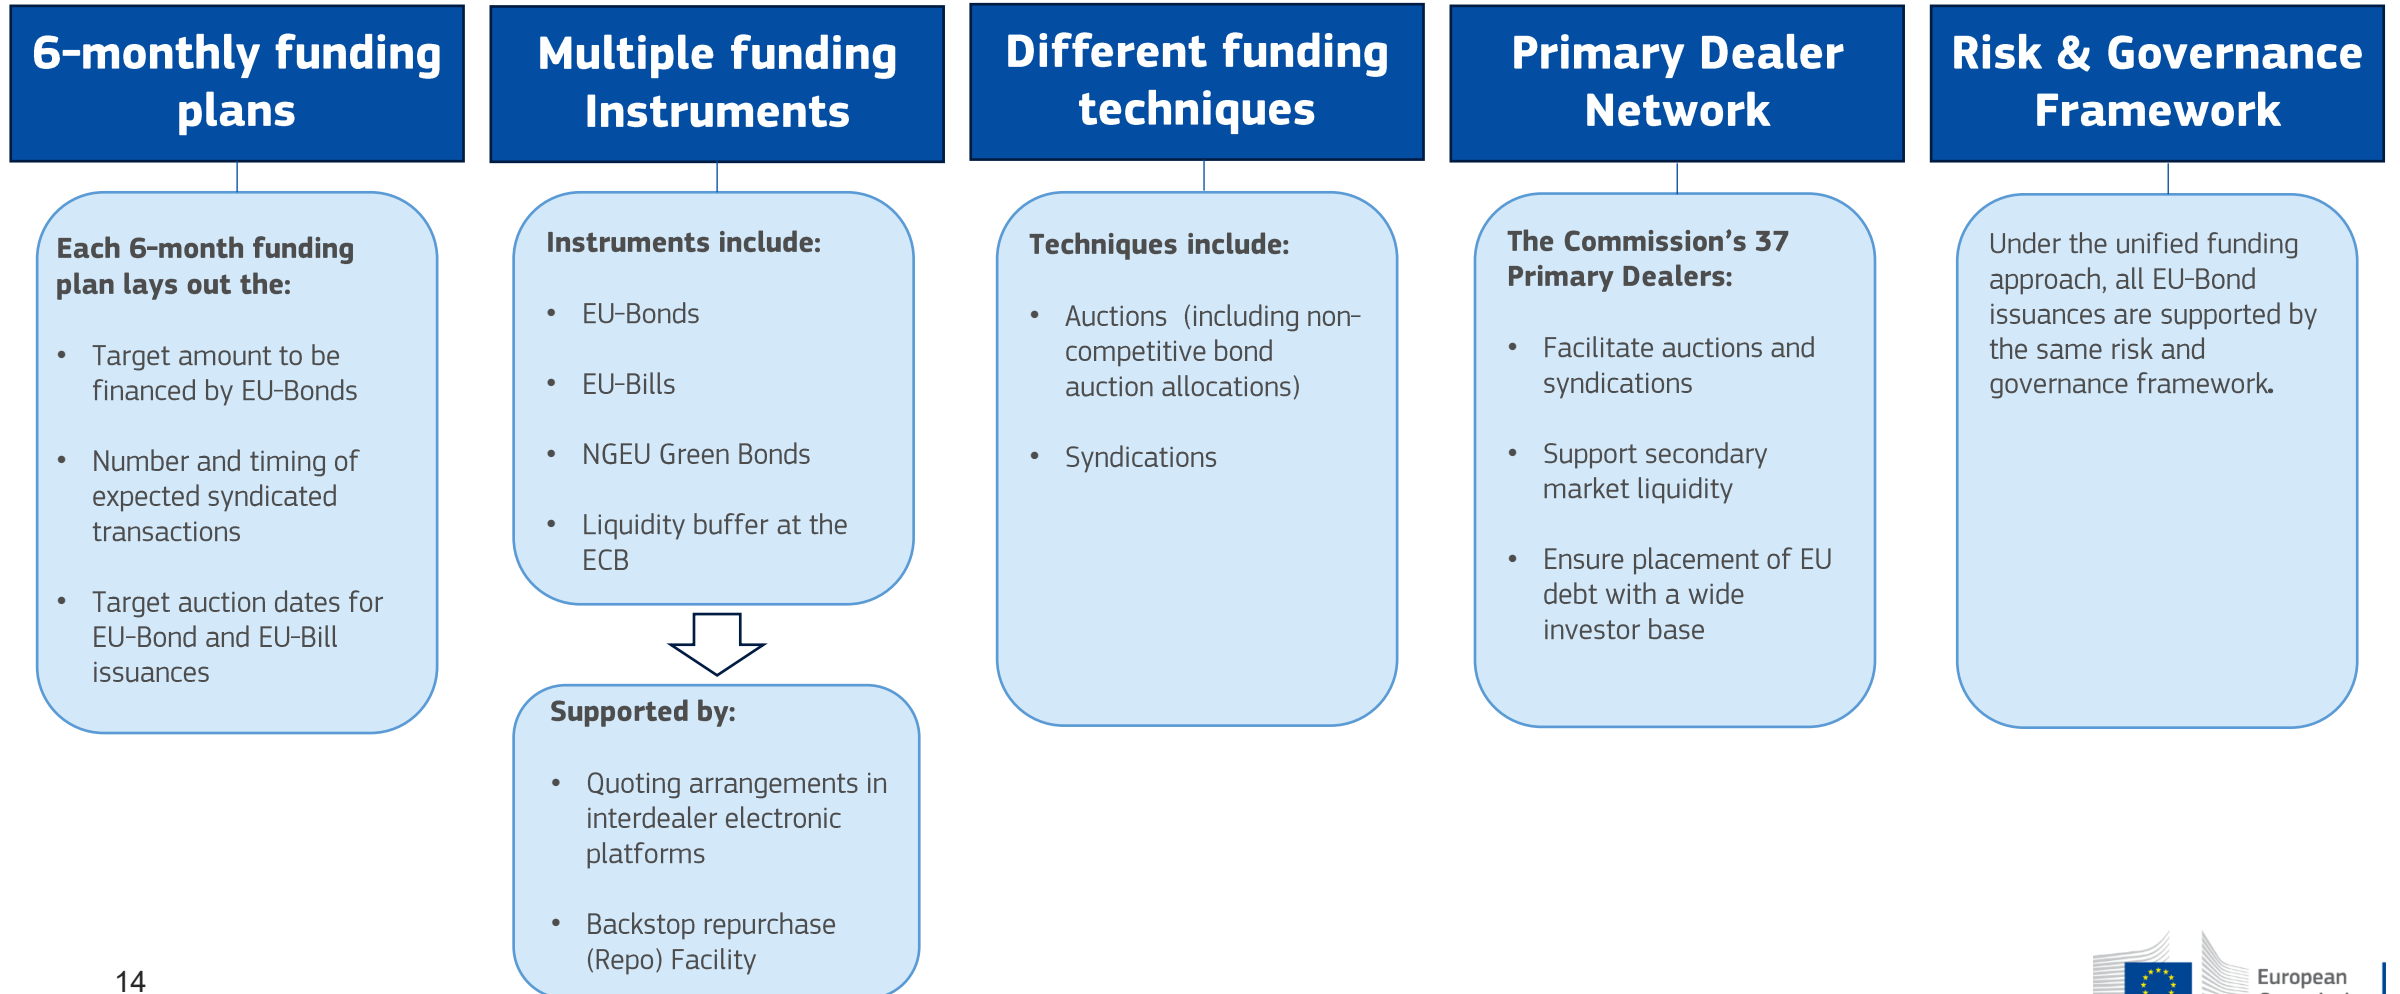 6-monthly funding
plans
Each 6-month funding
plan lays out the:
• Target amount to be
financed by EU-Bonds
• Number and timing of
expected syndicated
transactions
• Target auction dates for
EU-Bond and EU-Bill
issuances
Multiple funding
Instruments
Instruments include:
• EU-Bonds
• EU-Bills
• NGEU Green Bonds
• Liquidity buffer at the
ECB
Supported by:
• Quoting arrangements in
interdealer electronic
platforms
• Backstop repurchase
(Repo) Facility
Different funding
techniques
Techniques include:
• Auctions (including non-
competitive bond
auction allocations)
• Syndications
Primary Dealer
Network
The Commission’s 37
Primary Dealers:
• Facilitate auctions and
syndications
• Support secondary
market liquidity
• Ensure placement of EU
debt with a wide
investor base
Risk & Governance
Framework
Under the unified funding
approach, all EU-Bond
issuances are supported by
the same risk and
governance framework.
14
European